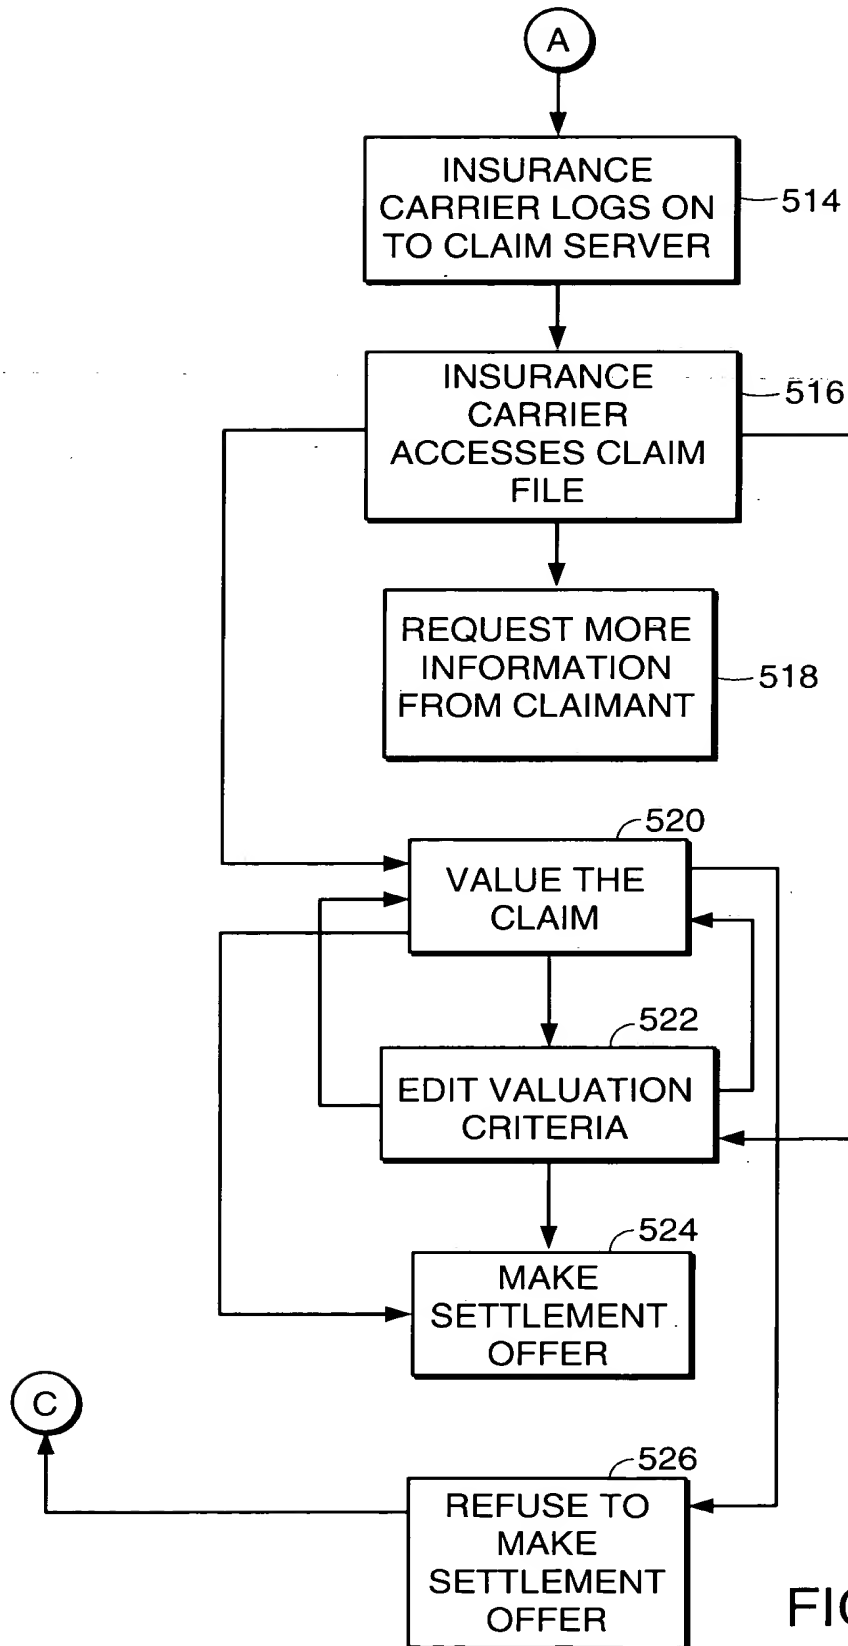 A
INSURANCE
CARRIER LOGS ON
TO CLAIM SERVER
514
INSURANCE
CARRIER
ACCESSES CLAIM
FILE
516
REQUEST MORE
INFORMATION
FROM CLAIMANT
518
520
VALUE THE
CLAIM
522
EDIT VALUATION
CRITERIA
524
MAKE
SETTLEMENT
OFFER
C
526
REFUSE TO
MAKE
SETTLEMENT
OFFER